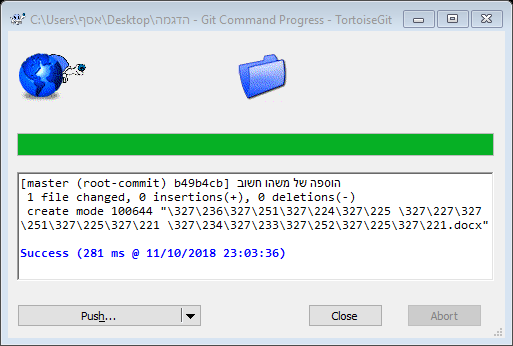 C:\Users\אסף\Desktop\הדגמה - Git Command Progress - TortoiseGit
[master (root-commit) b49b4cb] הוספה של משהו חשוב
1 file changed, 0 insertions(+), 0 deletions(-)
create mode 100644 "\327\236\327\251\327\224\327\225 \327\227\327
\251\327\225\327\221 \327\234\327\233\327\252\327\225\327\221.docx"
Success (281 ms @ 11/10/2018 23:03:36)
Push...
Close
Abort